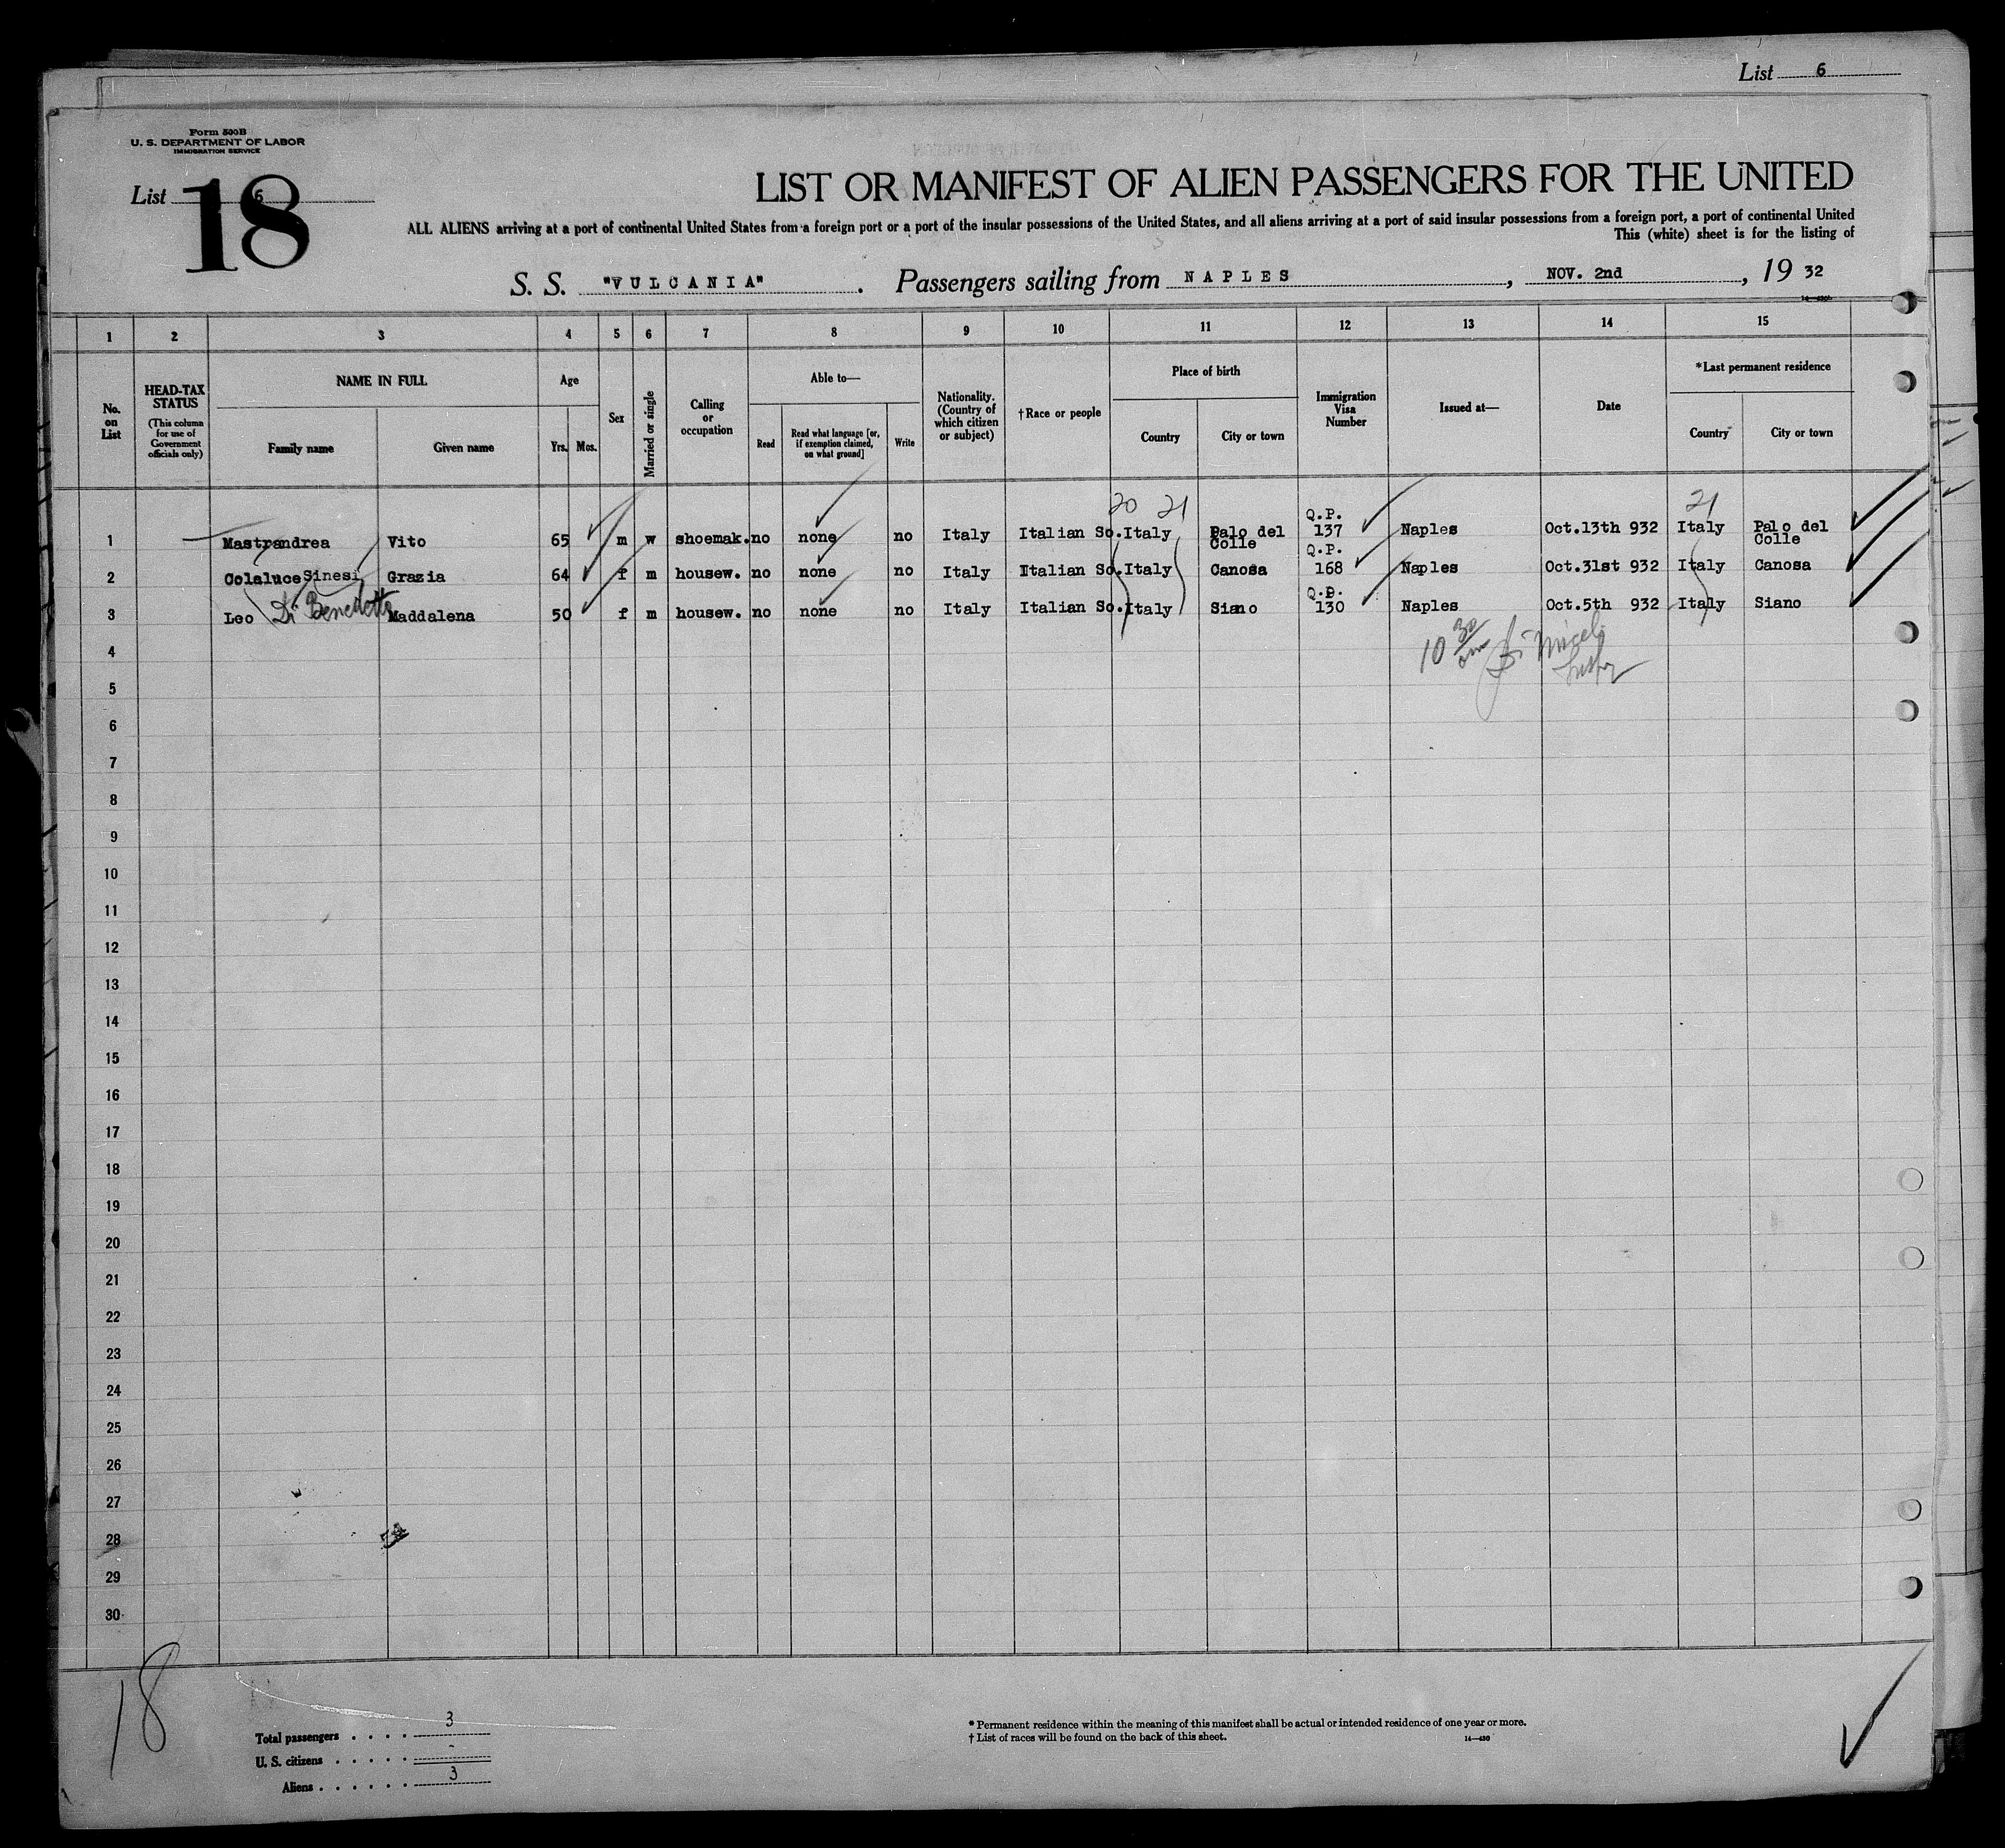 List 6
Form 500B
U. S. DEPARTMENT OF LABOR
IMMIGRATION SERVICE
List 6
18
LIST OR MANIFEST OF ALIEN PASSENGERS FOR THE UNITED
ALL ALIENS arriving at a port of continental United States from a foreign port or a port of the insular possessions of the United States, and all aliens arriving at a port of said insular possessions from a foreign port, a port of continental United
This (white) sheet is for the listing of
S. S. "VULCANIA" . Passengers sailing from NAPLES , NOV. 2nd , 19 32
1 2 3 4 5 6 7 8 9 10 11 12 13 14 15
No. on List
HEAD-TAX STATUS
(This column for use of Government officials only)
NAME IN FULL
Family name Given name
Age
Yrs. Mos.
Sex
Married or single
Calling or occupation
Able to—
Read
Read what language [or, if exemption claimed, on what ground]
Write
Nationality. (Country of which citizen or subject)
†Race or people
Place of birth
Country City or town
Immigration Visa Number
Issued at—
Date
*Last permanent residence
Country City or town
20 21 21
1 Mastrandrea Vito 65 m w shoemak. no none no Italy Italian So. Italy Palo del Colle Q.P. 137 Naples Oct.13th 932 Italy Palo del Colle
2 Colaluce Sinesi Grazia 64 f m housew. no none no Italy Italian So. Italy Canosa Q.P. 168 Naples Oct.31st 932 Italy Canosa
3 Leo Di Benedetto Maddalena 50 f m housew. no none no Italy Italian So. Italy Siano Q.P. 130 Naples Oct.5th 932 Italy Siano
10 30 am
4
5
6
7
8
9
10
11
12
13
14
15
16
17
18
19
20
21
22
23
24
25
26
27
28
29
30
18
Total passengers . . . . 3
U. S. citizens . . . . . -
Aliens . . . . . . 3
* Permanent residence within the meaning of this manifest shall be actual or intended residence of one year or more.
† List of races will be found on the back of this sheet.
14—430